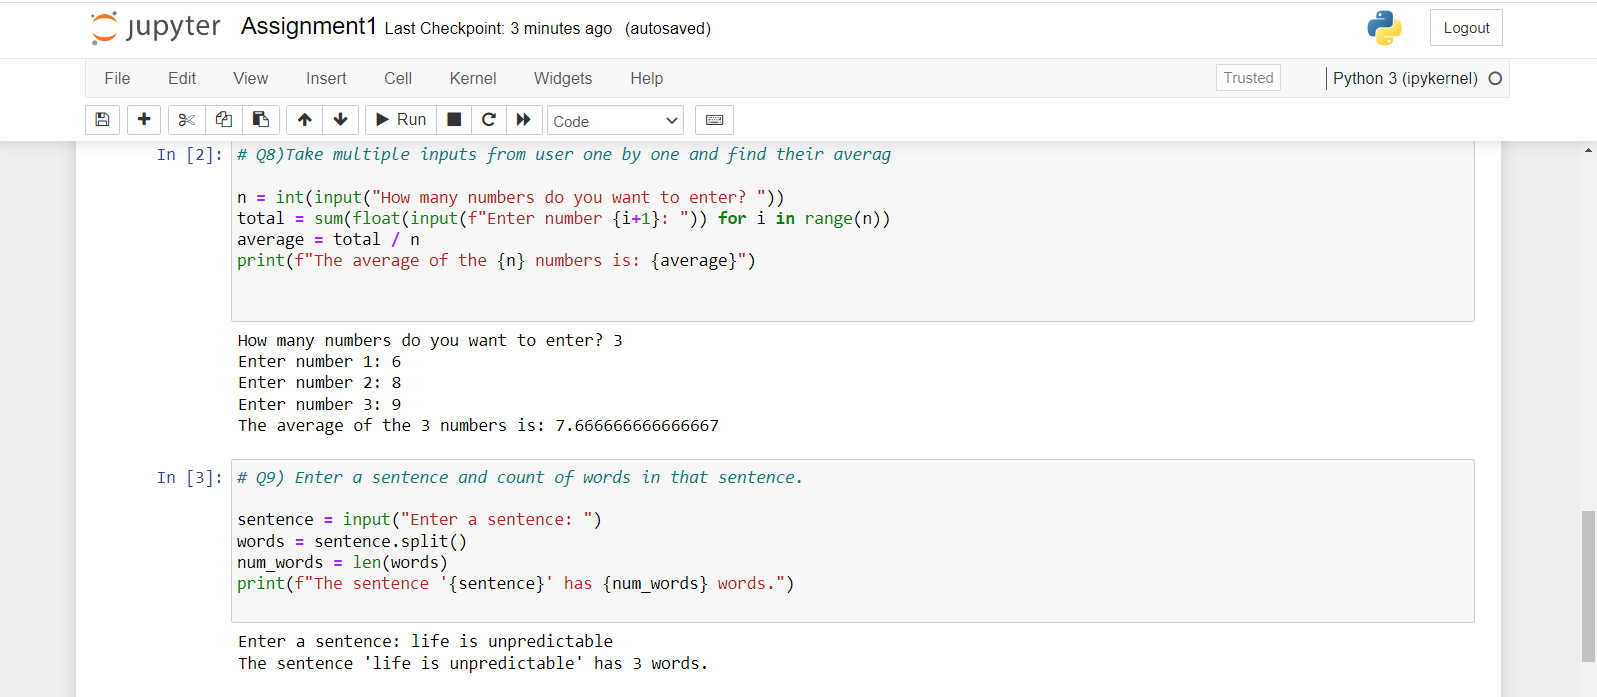 jupyter Assignment1 Last Checkpoint: 3 minutes ago (autosaved) Logout
File Edit View Insert Cell Kernel Widgets Help Trusted Python 3 (ipykernel)
Run Code
In [2]: # Q8)Take multiple inputs from user one by one and find their averag
n = int(input("How many numbers do you want to enter? "))
total = sum(float(input(f"Enter number {i+1}: ")) for i in range(n))
average = total / n
print(f"The average of the {n} numbers is: {average}")
How many numbers do you want to enter? 3
Enter number 1: 6
Enter number 2: 8
Enter number 3: 9
The average of the 3 numbers is: 7.666666666666667
In [3]: # Q9) Enter a sentence and count of words in that sentence.
sentence = input("Enter a sentence: ")
words = sentence.split()
num_words = len(words)
print(f"The sentence '{sentence}' has {num_words} words.")
Enter a sentence: life is unpredictable
The sentence 'life is unpredictable' has 3 words.